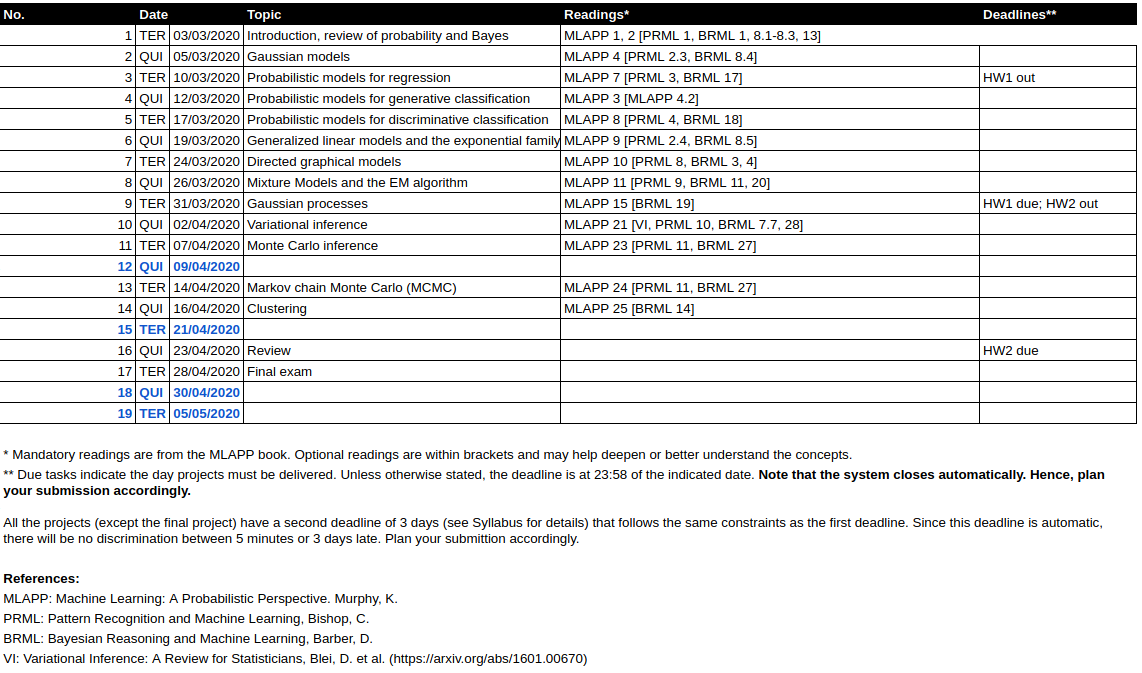 No. Date Topic Readings* Deadlines**
1 TER 03/03/2020 Introduction, review of probability and Bayes MLAPP 1, 2 [PRML 1, BRML 1, 8.1-8.3, 13]
2 QUI 05/03/2020 Gaussian models MLAPP 4 [PRML 2.3, BRML 8.4]
3 TER 10/03/2020 Probabilistic models for regression MLAPP 7 [PRML 3, BRML 17] HW1 out
4 QUI 12/03/2020 Probabilistic models for generative classification MLAPP 3 [MLAPP 4.2]
5 TER 17/03/2020 Probabilistic models for discriminative classification MLAPP 8 [PRML 4, BRML 18]
6 QUI 19/03/2020 Generalized linear models and the exponential family MLAPP 9 [PRML 2.4, BRML 8.5]
7 TER 24/03/2020 Directed graphical models MLAPP 10 [PRML 8, BRML 3, 4]
8 QUI 26/03/2020 Mixture Models and the EM algorithm MLAPP 11 [PRML 9, BRML 11, 20]
9 TER 31/03/2020 Gaussian processes MLAPP 15 [BRML 19] HW1 due; HW2 out
10 QUI 02/04/2020 Variational inference MLAPP 21 [VI, PRML 10, BRML 7.7, 28]
11 TER 07/04/2020 Monte Carlo inference MLAPP 23 [PRML 11, BRML 27]
12 QUI 09/04/2020
13 TER 14/04/2020 Markov chain Monte Carlo (MCMC) MLAPP 24 [PRML 11, BRML 27]
14 QUI 16/04/2020 Clustering MLAPP 25 [BRML 14]
15 TER 21/04/2020
16 QUI 23/04/2020 Review HW2 due
17 TER 28/04/2020 Final exam
18 QUI 30/04/2020
19 TER 05/05/2020
* Mandatory readings are from the MLAPP book. Optional readings are within brackets and may help deepen or better understand the concepts.
** Due tasks indicate the day projects must be delivered. Unless otherwise stated, the deadline is at 23:58 of the indicated date. Note that the system closes automatically. Hence, plan
your submission accordingly.
All the projects (except the final project) have a second deadline of 3 days (see Syllabus for details) that follows the same constraints as the first deadline. Since this deadline is automatic,
there will be no discrimination between 5 minutes or 3 days late. Plan your submittion accordingly.
References:
MLAPP: Machine Learning: A Probabilistic Perspective. Murphy, K.
PRML: Pattern Recognition and Machine Learning, Bishop, C.
BRML: Bayesian Reasoning and Machine Learning, Barber, D.
VI: Variational Inference: A Review for Statisticians, Blei, D. et al. (https://arxiv.org/abs/1601.00670)